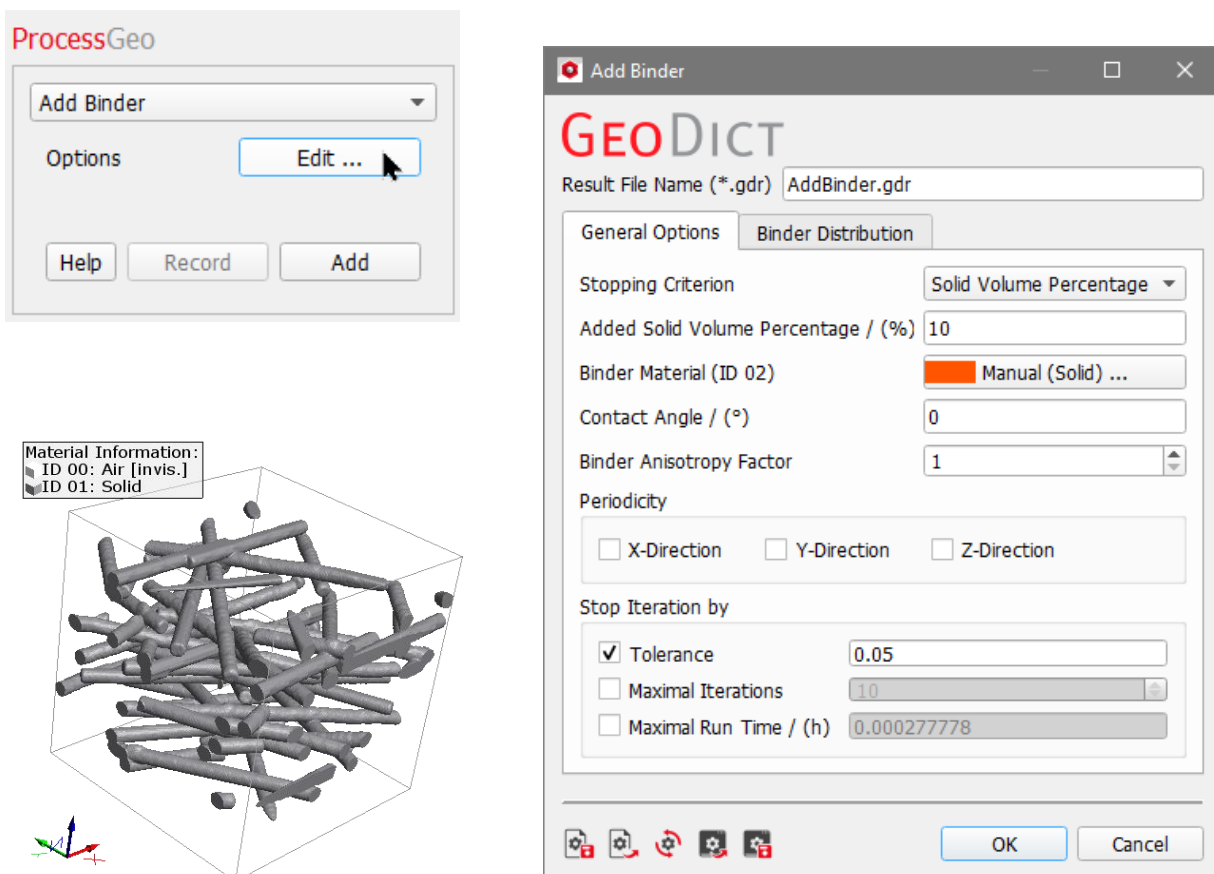 ProcessGeo
Add Binder
Options
Edit ...
Help
Record
Add
Material Information:
ID 00: Air [invis.]
ID 01: Solid
Add Binder
GEODICT
Result File Name (*.gdr) AddBinder.gdr
General Options
Binder Distribution
Stopping Criterion Solid Volume Percentage
Added Solid Volume Percentage / (%) 10
Binder Material (ID 02) Manual (Solid) ...
Contact Angle / (°) 0
Binder Anisotropy Factor 1
Periodicity
X-Direction Y-Direction Z-Direction
Stop Iteration by
Tolerance 0.05
Maximal Iterations 10
Maximal Run Time / (h) 0.000277778
OK
Cancel